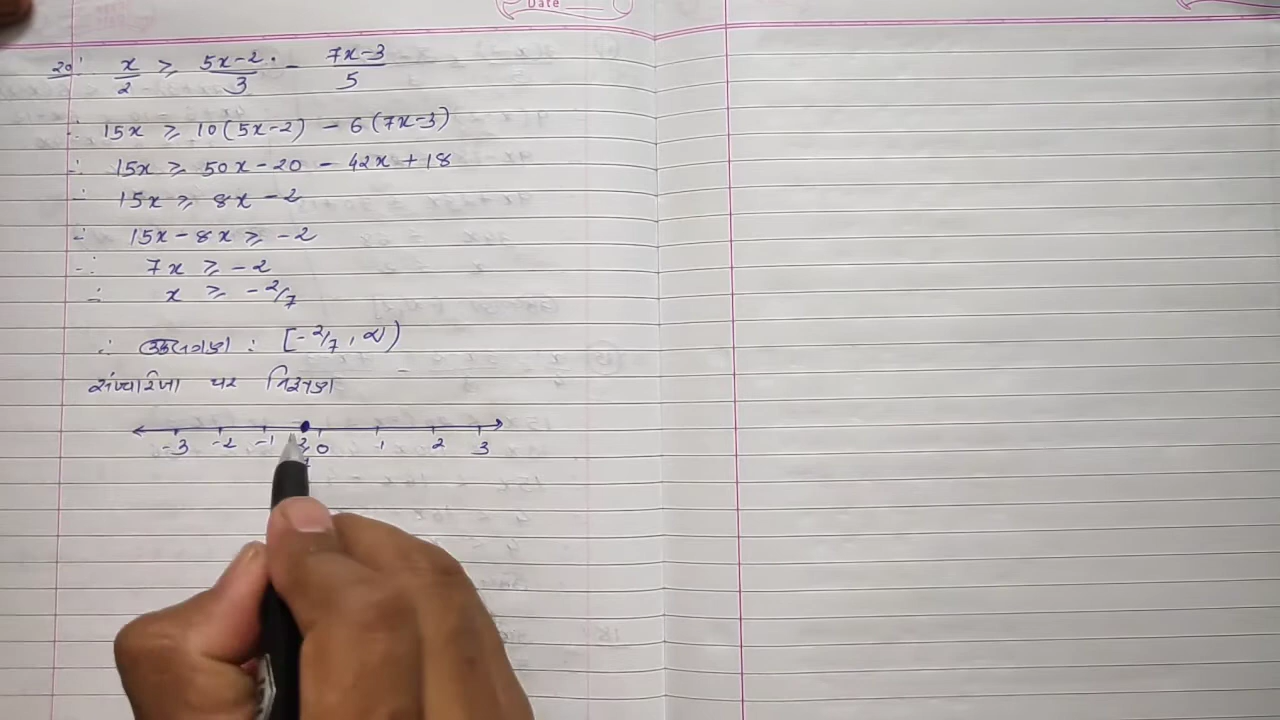 Date
20. x/2 ≥ (5x-2)/3 - (7x-3)/5
∴ 15x ≥ 10(5x-2) - 6(7x-3)
∴ 15x ≥ 50x-20 - 42x+18
∴ 15x ≥ 8x-2
∴ 15x-8x ≥ -2
∴ 7x ≥ -2
∴ x ≥ -2/7
∴ : [-2/7, ∞)
पर
-3 -2 -1 0 1 2 3